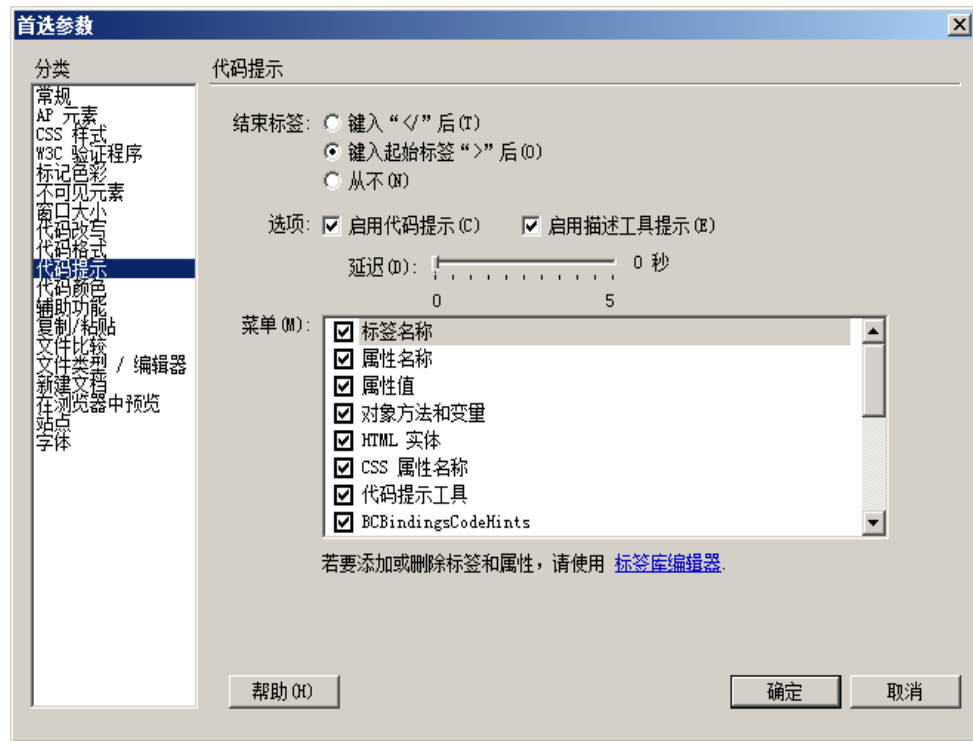 首选参数
分类
常规
AP 元素
CSS 样式
W3C 验证程序
标记色彩
不可见元素
窗口大小
代码改写
代码格式
代码提示
代码颜色
辅助功能
复制/粘贴
文件比较
文件类型 / 编辑器
新建文档
在浏览器中预览
站点
字体
代码提示
结束标签: 键入“</”后(T)
键入起始标签“>”后(O)
从不(N)
选项: 启用代码提示(C) 启用描述工具提示(E)
延迟(D): 0 秒
0 5
菜单(M):
标签名称
属性名称
属性值
对象方法和变量
HTML 实体
CSS 属性名称
代码提示工具
BCBindingsCodeHints
若要添加或删除标签和属性，请使用 标签库编辑器.
帮助(H) 确定 取消